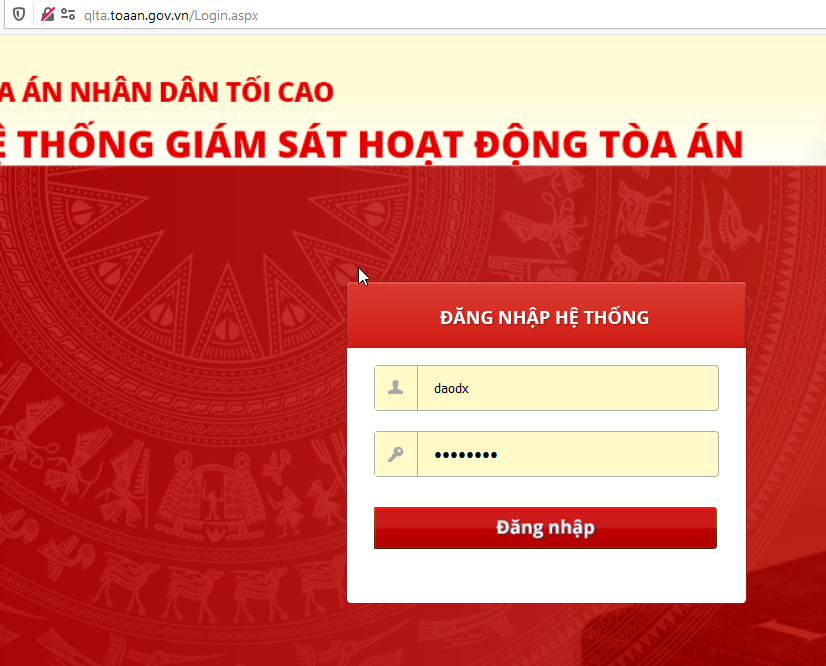 qlta.toaan.gov.vn/Login.aspx
A ÁN NHÂN DÂN TỐI CAO
Ệ THỐNG GIÁM SÁT HOẠT ĐỘNG TÒA ÁN
ĐĂNG NHẬP HỆ THỐNG
daodx
••••••••
Đăng nhập